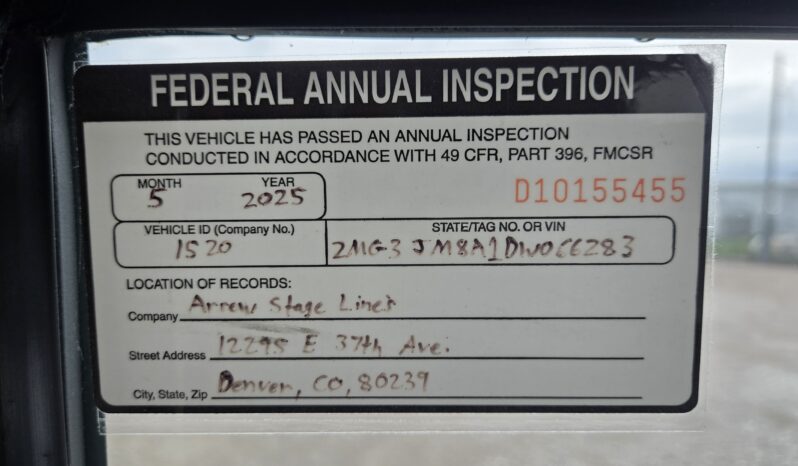 FEDERAL ANNUAL INSPECTION
THIS VEHICLE HAS PASSED AN ANNUAL INSPECTION
CONDUCTED IN ACCORDANCE WITH 49 CFR, PART 396, FMCSR
MONTH YEAR
5 2025
D10155455
VEHICLE ID (Company No.) STATE/TAG NO. OR VIN
1520 2MG3JM8A1DW066283
LOCATION OF RECORDS:
Company Arrow Stage Lines
Street Address 12295 E 37th Ave.
City, State, Zip Denver, CO, 80239